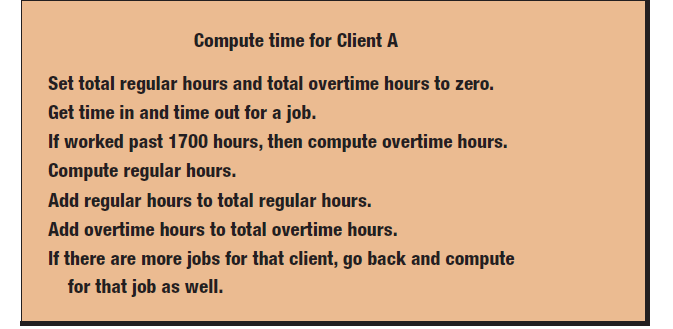 Compute time for Client A
Set total regular hours and total overtime hours to zero.
Get time in and time out for a job.
If worked past 1700 hours, then compute overtime hours.
Compute regular hours.
Add regular hours to total regular hours.
Add overtime hours to total overtime hours.
If there are more jobs for that client, go back and compute
for that job as well.